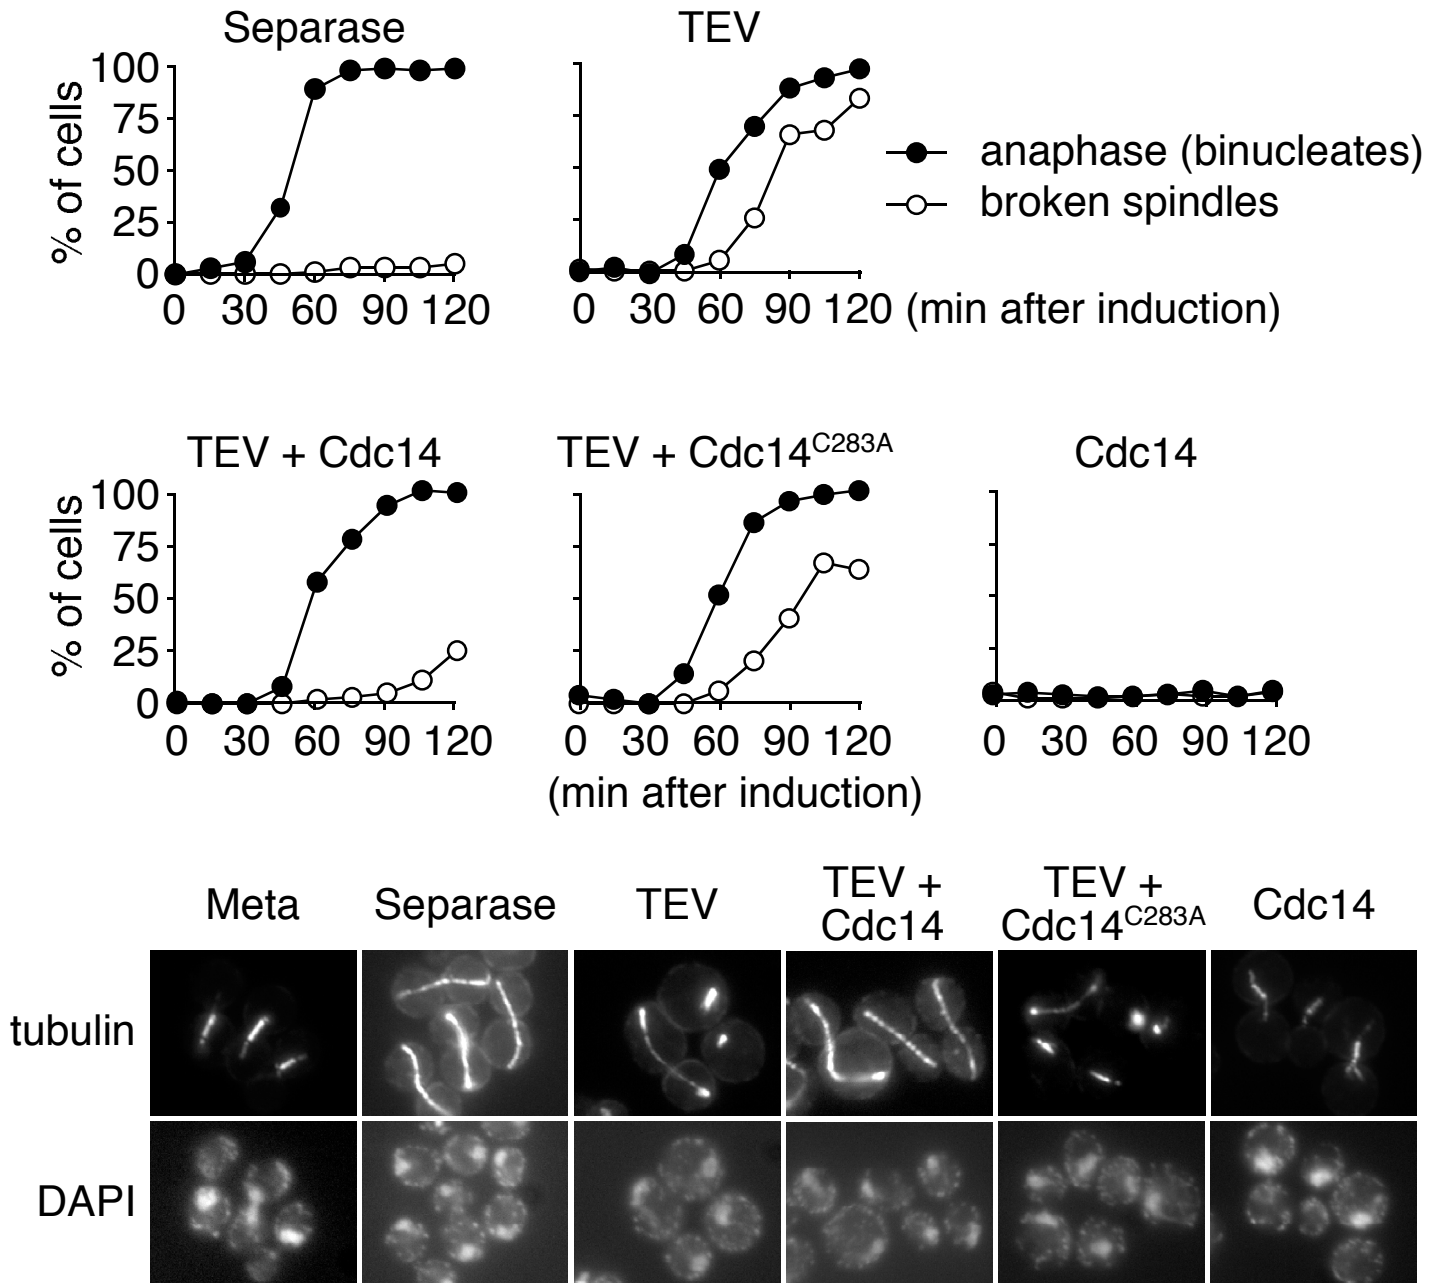 Separase TEV
100
75
50
25
0
% of cells
0 30 60 90 120 0 30 60 90 120 (min after induction)
anaphase (binucleates)
broken spindles
TEV + Cdc14 TEV + Cdc14C283A Cdc14
100
75
50
25
0
% of cells
0 30 60 90 120 0 30 60 90 120 0 30 60 90 120
(min after induction)
Meta Separase TEV TEV + Cdc14 TEV + Cdc14C283A Cdc14
tubulin
DAPI